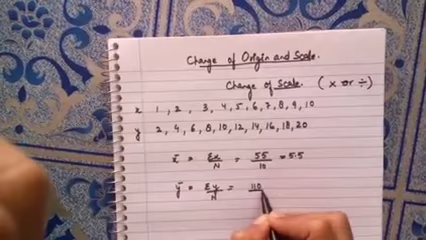 Change of Origin and Scale.
Change of Scale. ( x or ÷ )
x 1, 2, 3, 4, 5, 6, 7, 8, 9, 10
y 2, 4, 6, 8, 10, 12, 14, 16, 18, 20
x̄ = Σx/N = 55/10 = 5.5
ȳ = Σy/N = 110